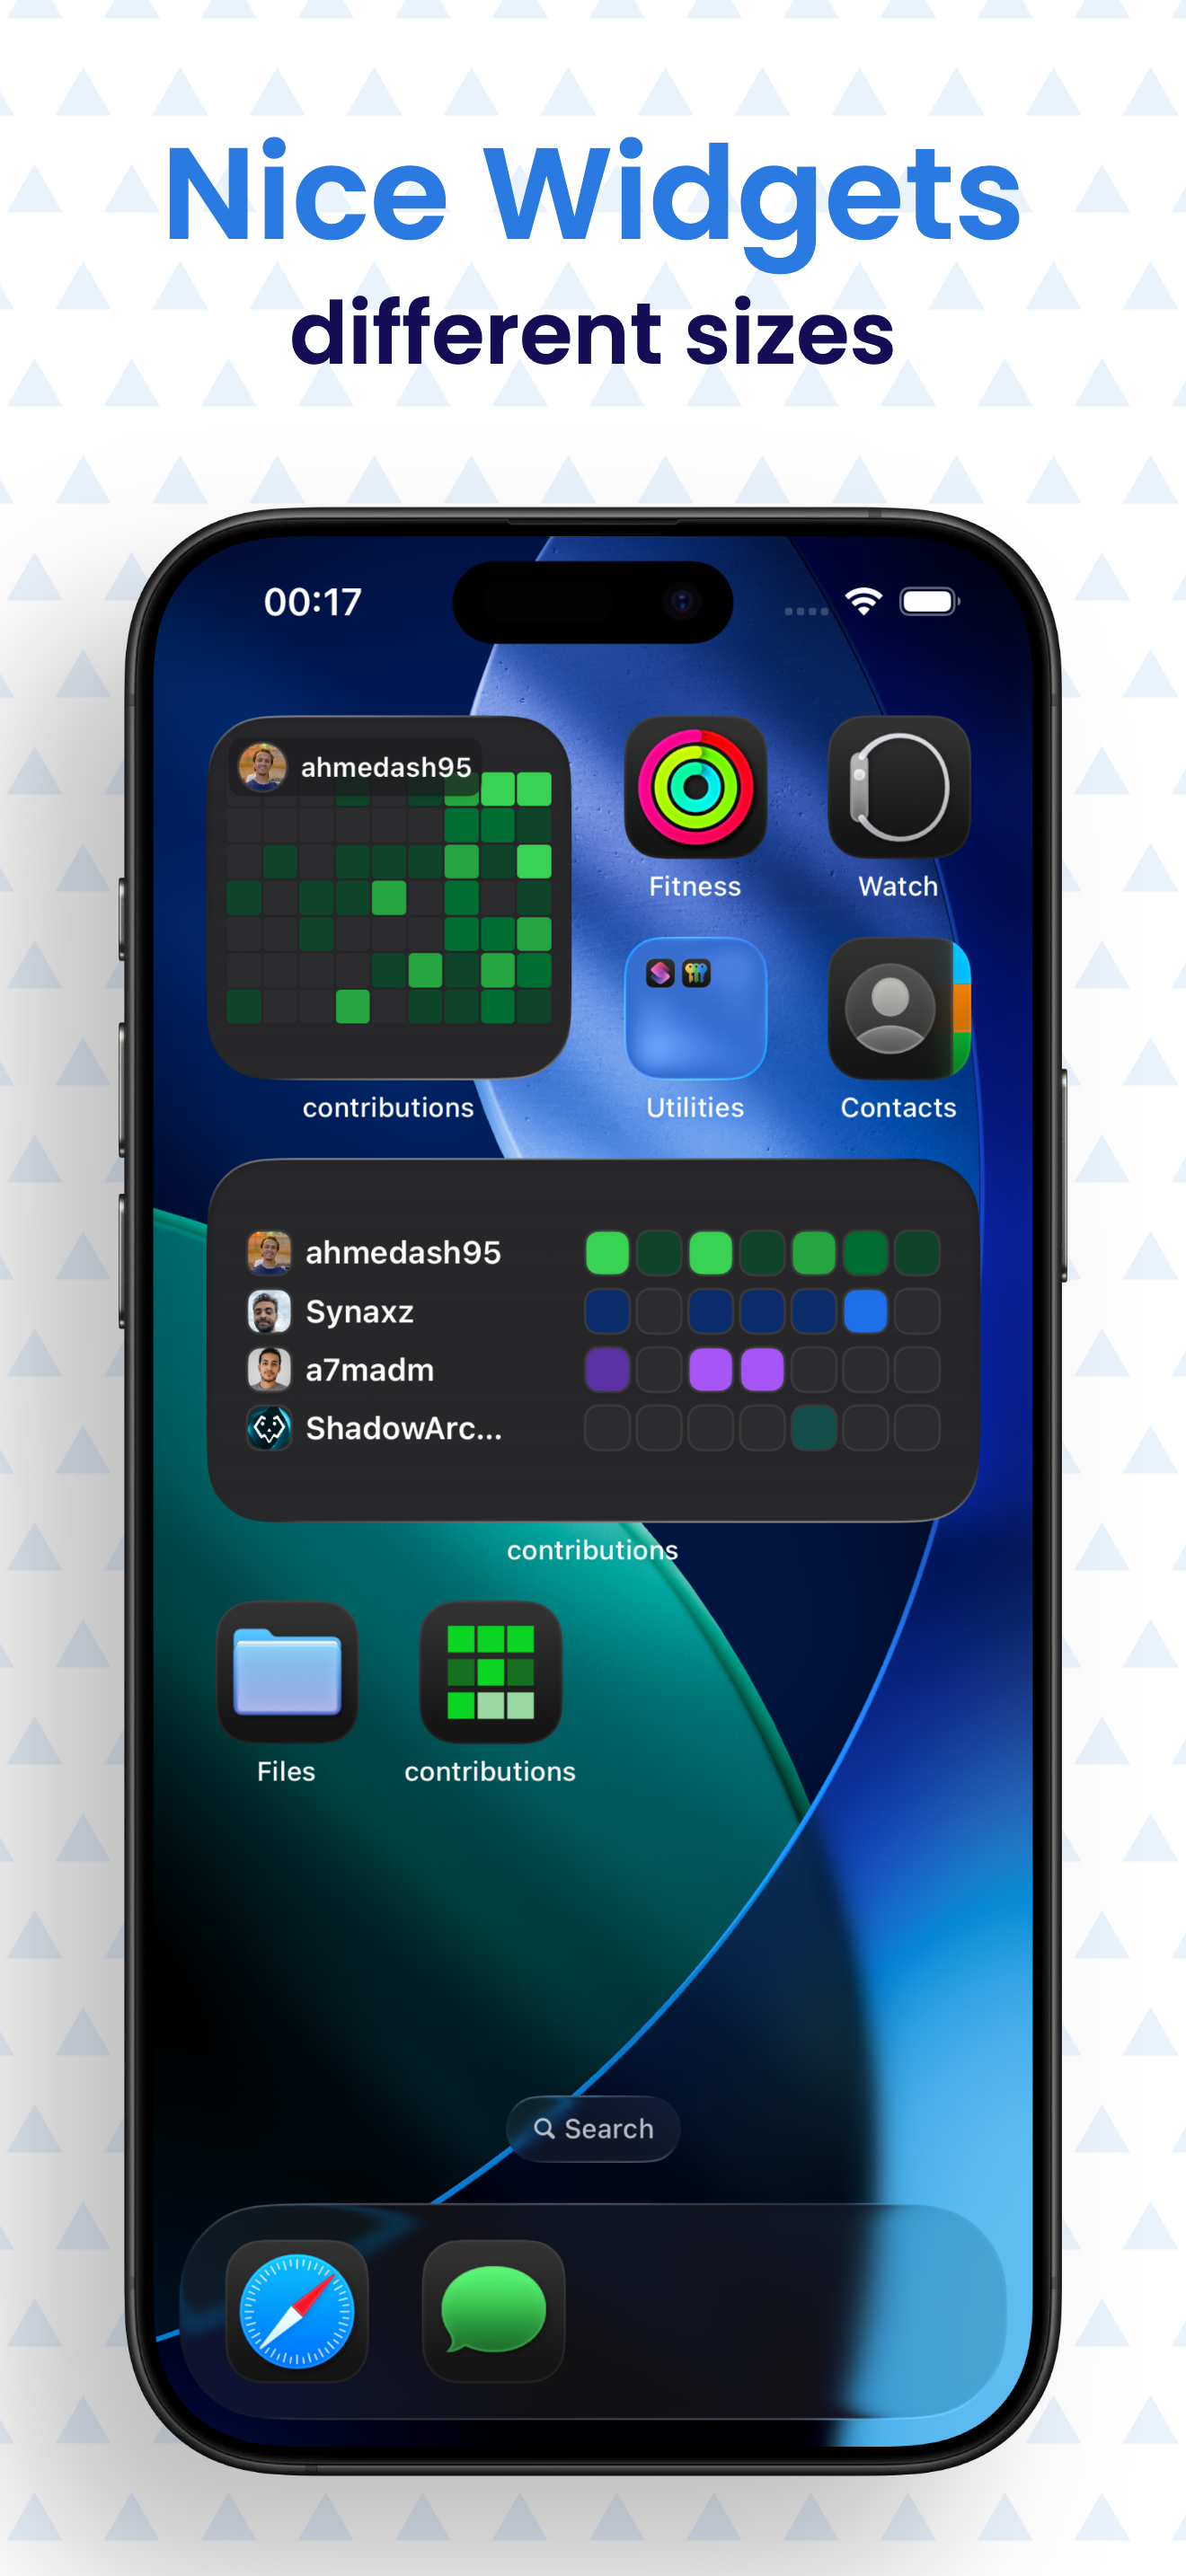 Nice Widgets
different sizes
00:17
ahmedash95
Fitness
Watch
Utilities
Contacts
contributions
ahmedash95
Synaxz
a7madm
ShadowArc...
contributions
Files
contributions
Search